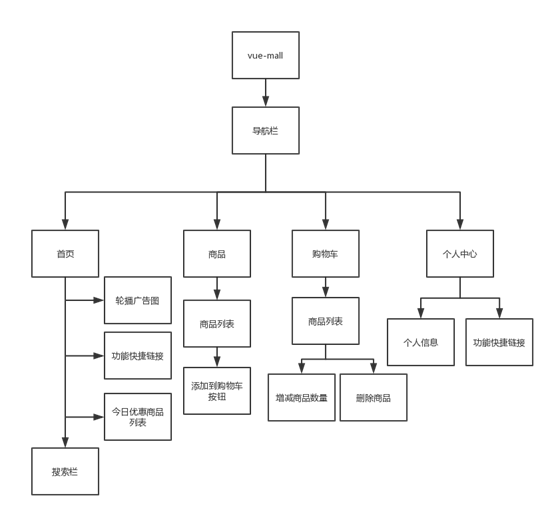 vue-mall
导航栏
首页
商品
购物车
个人中心
轮播广告图
商品列表
商品列表
个人信息
功能快捷链接
功能快捷链接
添加到购物车
按钮
增减商品数量
删除商品
今日优惠商品
列表
搜索栏